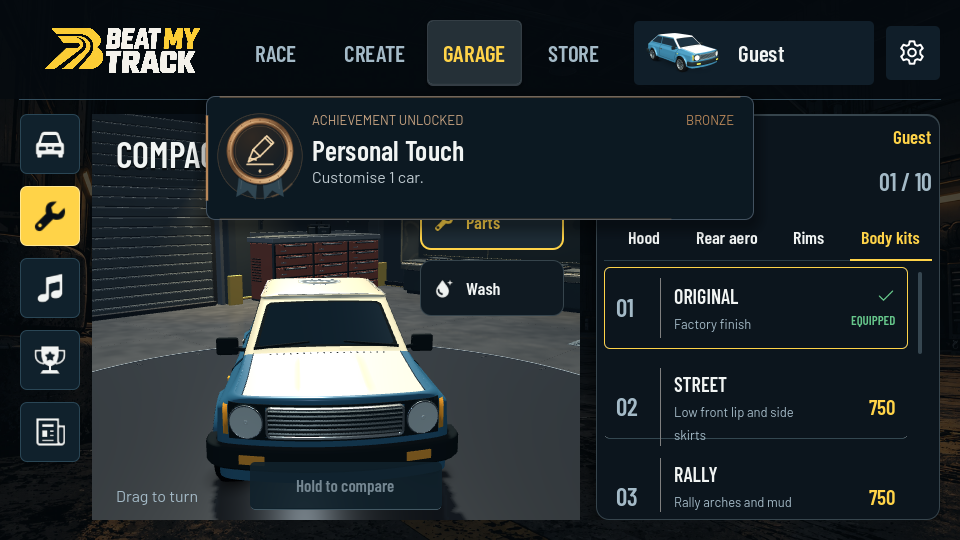 BEAT MY
TRACK
RACE
CREATE
GARAGE
STORE
Guest
ACHIEVEMENT UNLOCKED
BRONZE
Personal Touch
Customise 1 car.
Guest
01 / 10
Parts
Wash
Hold to compare
Drag to turn
Hood
Rear aero
Rims
Body kits
01
ORIGINAL
Factory finish
EQUIPPED
02
STREET
Low front lip and side
skirts
750
03
RALLY
Rally arches and mud
750